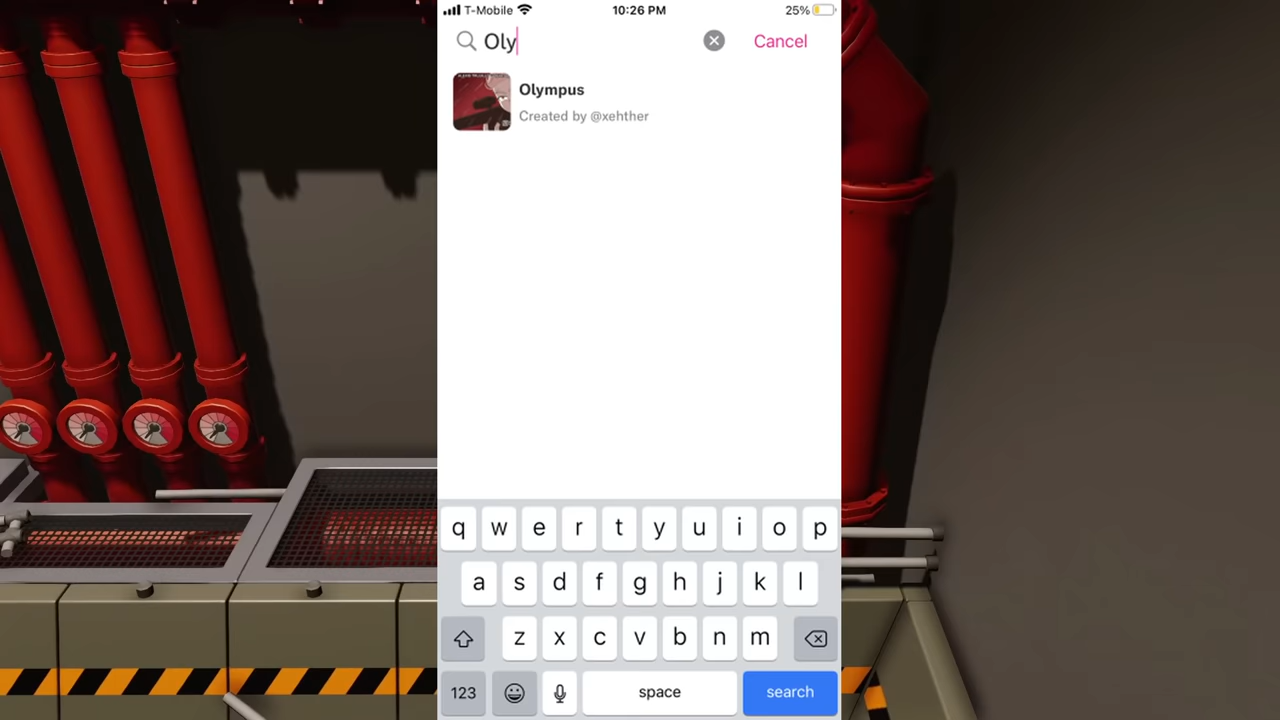 T-Mobile 10:26 PM 25%
Oly Cancel
Olympus
Created by @xehther
q w e r t y u i o p
a s d f g h j k l
z x c v b n m
123 space search